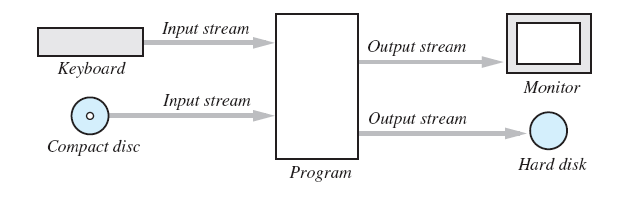 Input stream
Keyboard
Input stream
Compact disc
Program
Output stream
Monitor
Output stream
Hard disk